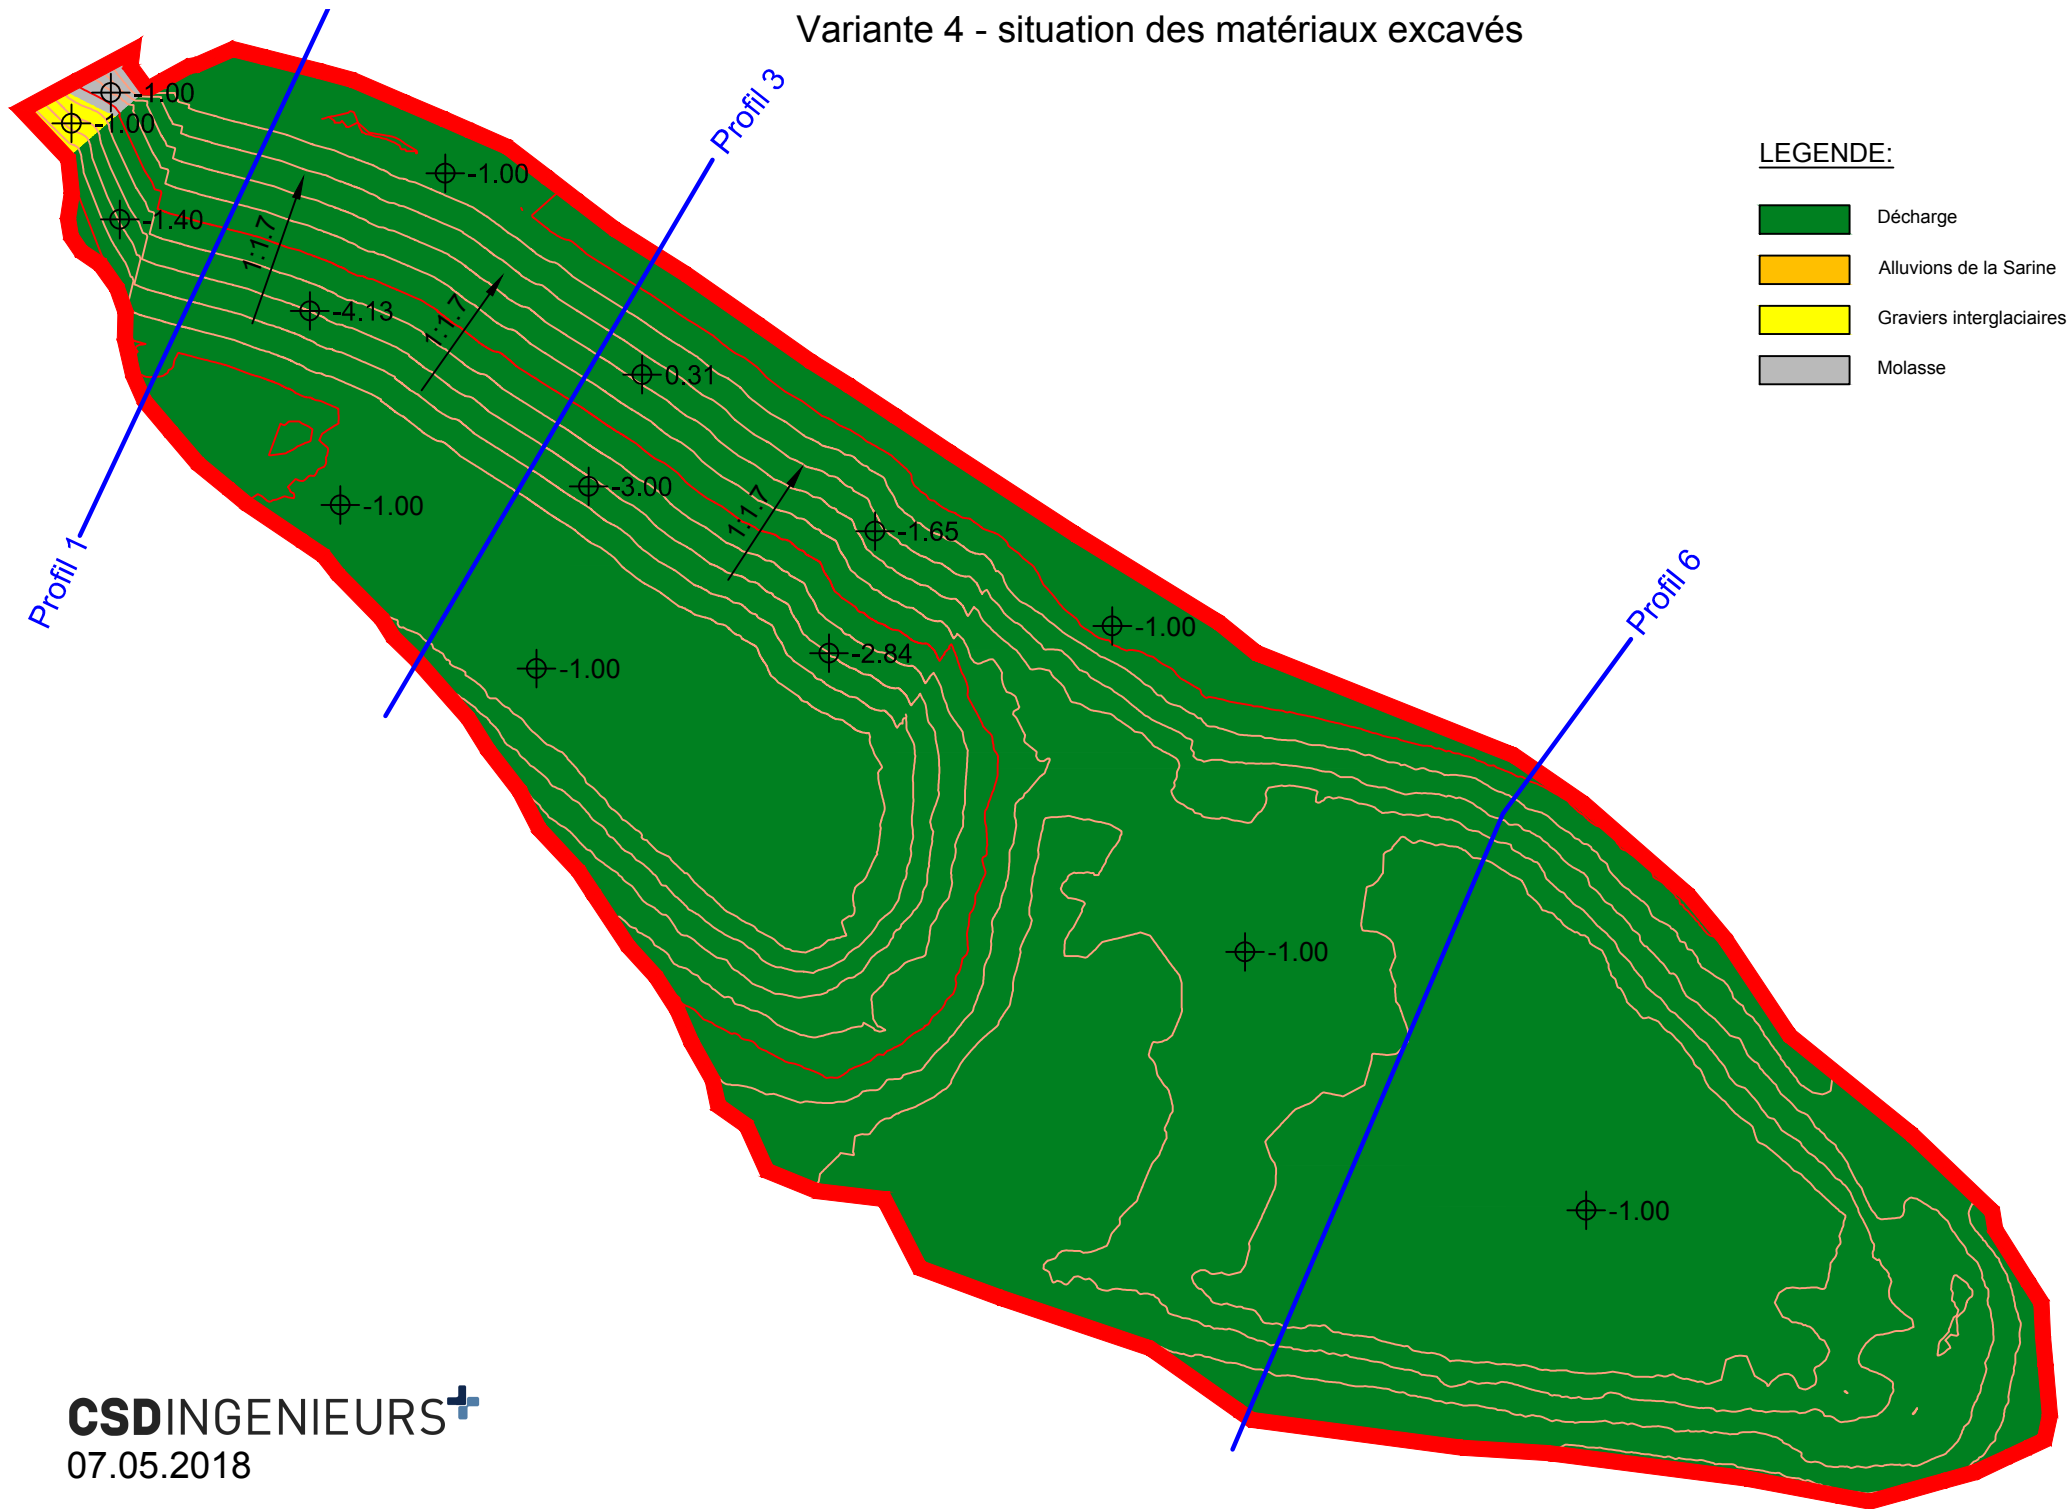 Variante 4 - situation des matériaux excavés
Profil 3
-1.00
-1.00
-1.00
LEGENDE:
Décharge
-1.40
1:1.7
Alluvions de la Sarine
-4.13
1:1.7
Graviers interglaciaires
0.31
Molasse
-3.00
-1.00
1:1.7
-1.65
Profil 1
Profil 6
-1.00
-2.84
-1.00
-1.00
-1.00
CSDINGENIEURS
07.05.2018